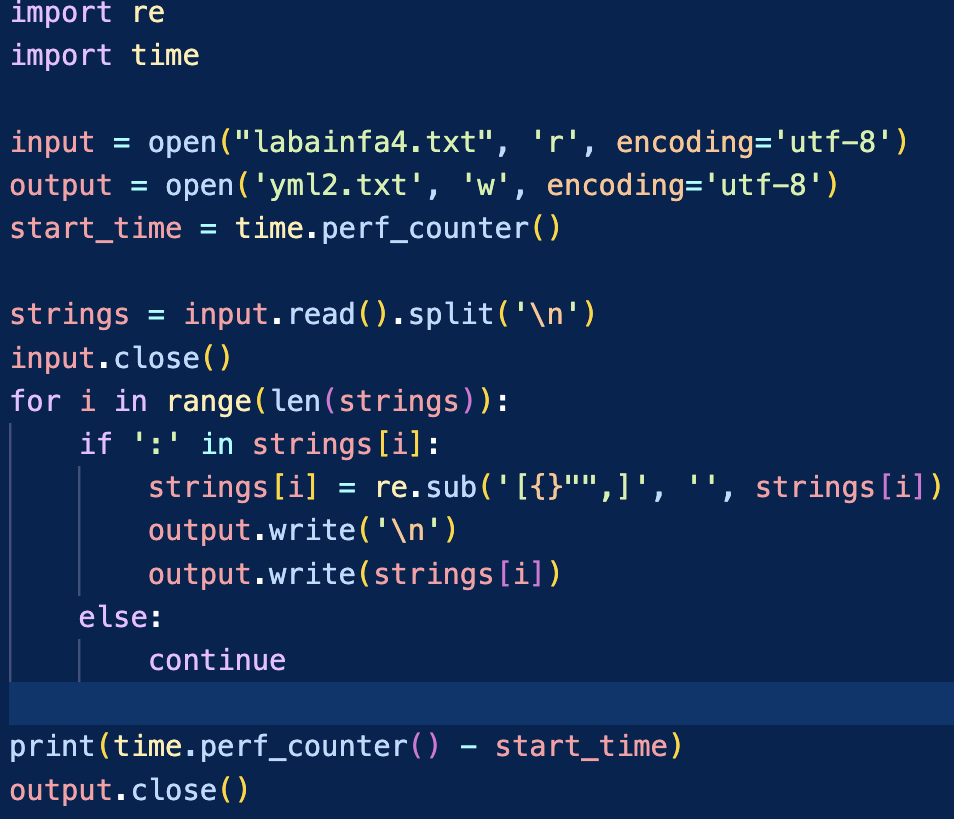 import re
import time
input = open("labainfa4.txt", 'r', encoding='utf-8')
output = open('yml2.txt', 'w', encoding='utf-8')
start_time = time.perf_counter()
strings = input.read().split('\n')
input.close()
for i in range(len(strings)):
    if ':' in strings[i]:
        strings[i] = re.sub('[{}"",]', '', strings[i])
        output.write('\n')
        output.write(strings[i])
    else:
        continue
print(time.perf_counter() - start_time)
output.close()